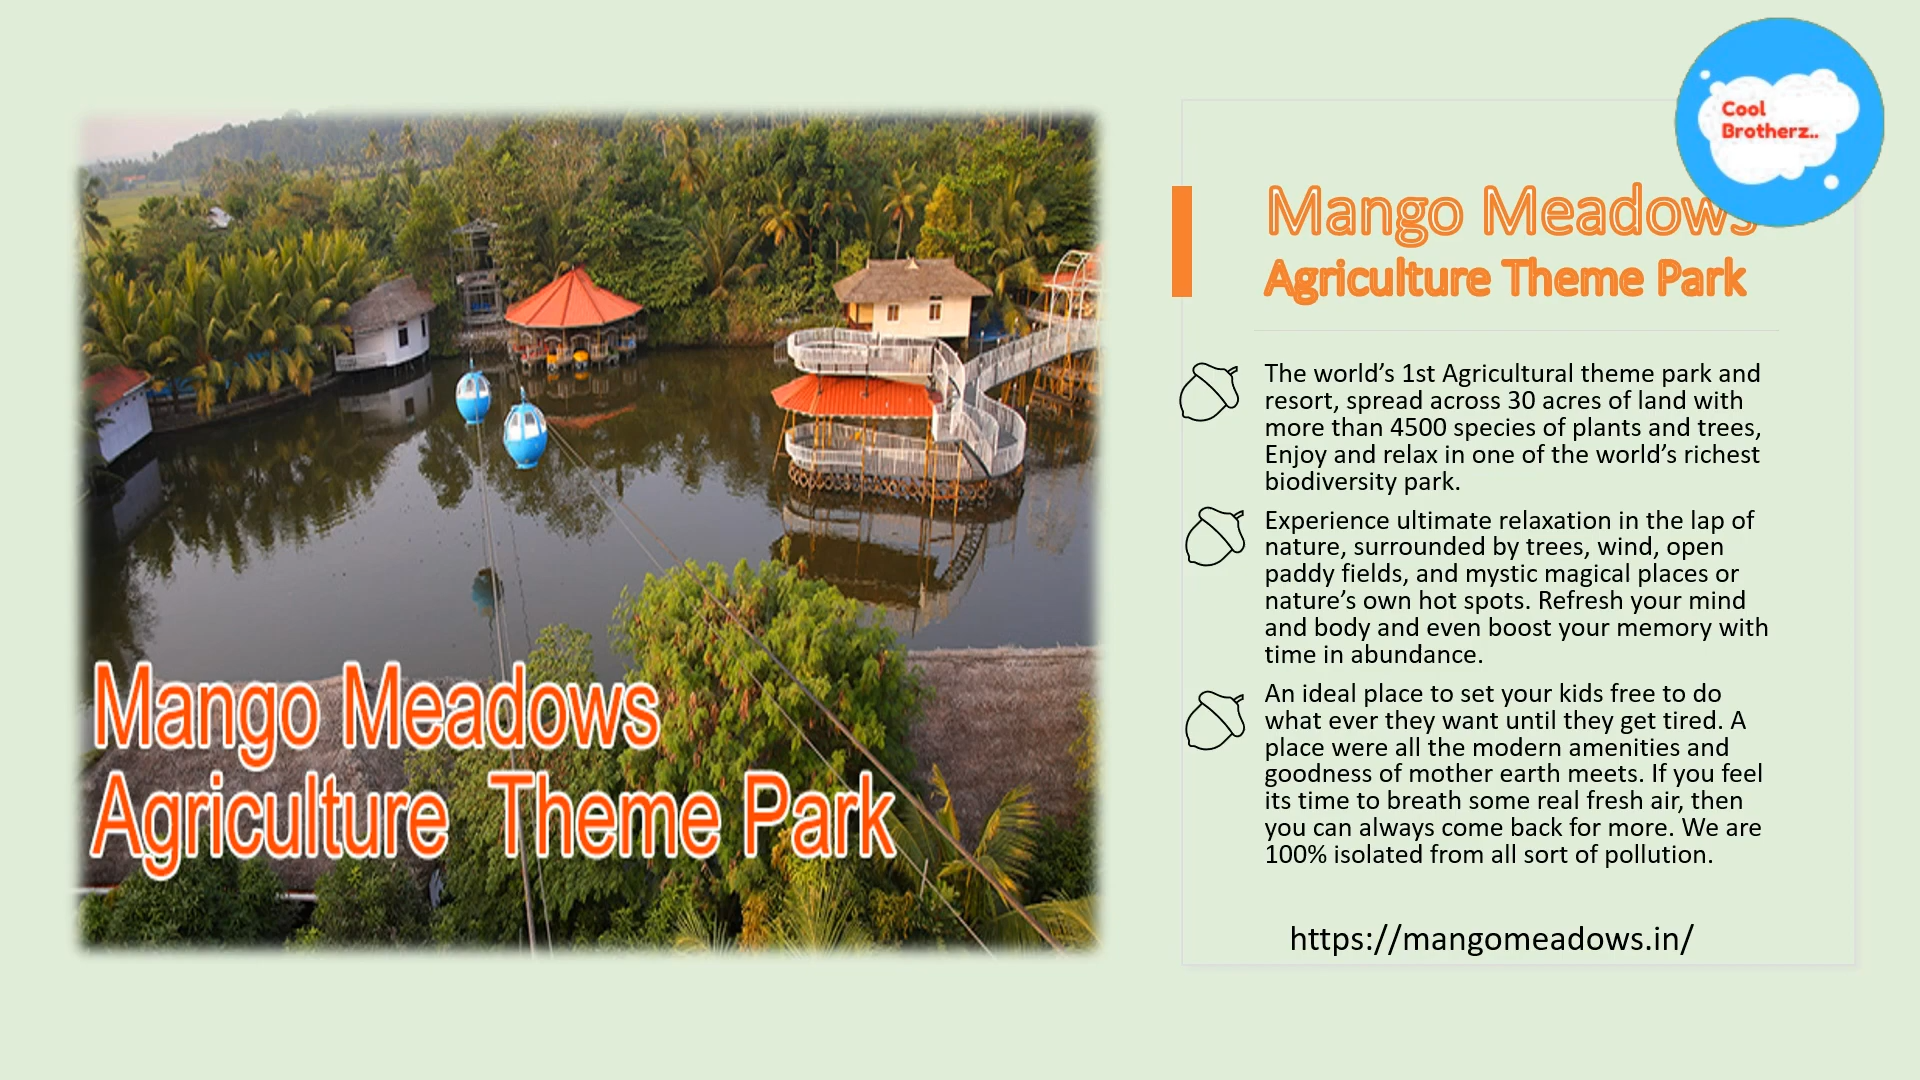 Mango Meadows
Agriculture Theme Park
Cool
Brotherz..
Mango Meadows
Agriculture Theme Park
The world’s 1st Agricultural theme park and
resort, spread across 30 acres of land with
more than 4500 species of plants and trees,
Enjoy and relax in one of the world’s richest
biodiversity park.
Experience ultimate relaxation in the lap of
nature, surrounded by trees, wind, open
paddy fields, and mystic magical places or
nature’s own hot spots. Refresh your mind
and body and even boost your memory with
time in abundance.
An ideal place to set your kids free to do
what ever they want until they get tired. A
place were all the modern amenities and
goodness of mother earth meets. If you feel
its time to breath some real fresh air, then
you can always come back for more. We are
100% isolated from all sort of pollution.
https://mangomeadows.in/